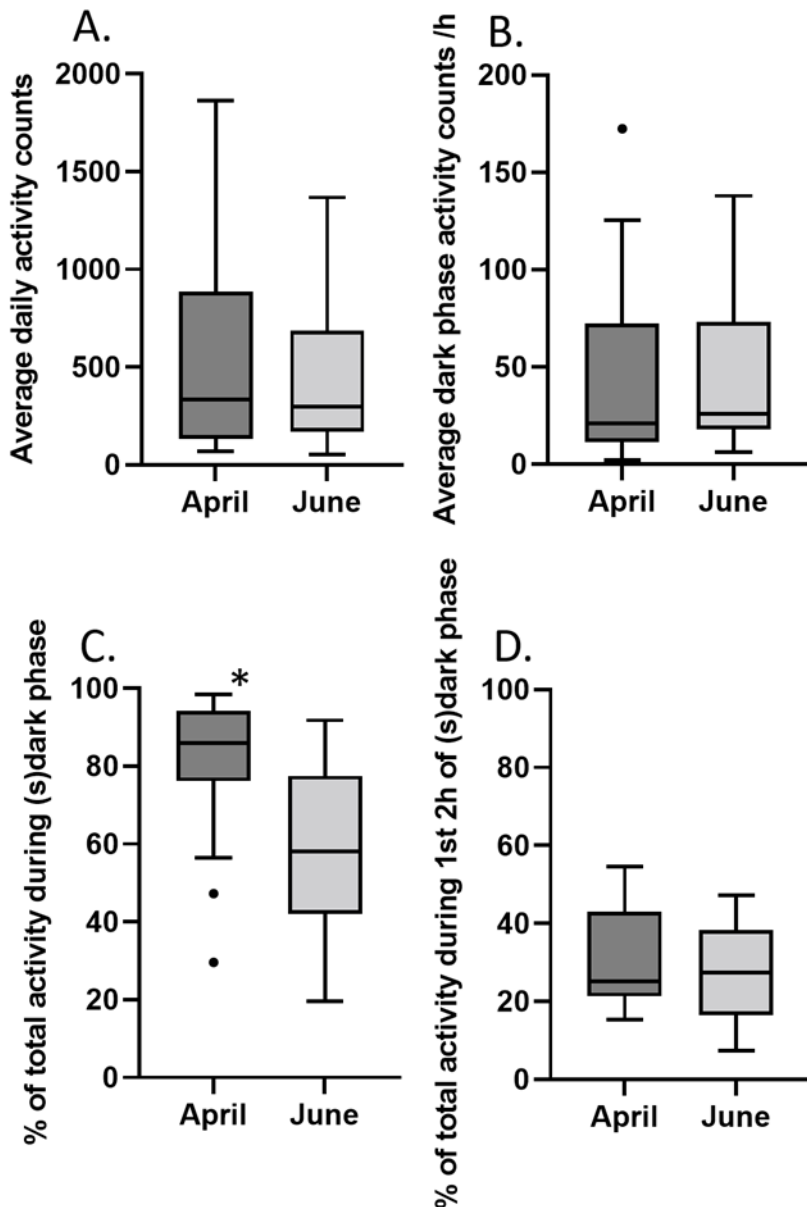 A.
Average daily activity counts
2000
1500
1000
500
0
April June
B.
Average dark phase activity counts /h
200
150
100
50
0
April June
C.
% of total activity during (s)dark phase
100
80
60
40
20
0
*
April June
D.
% of total activity during 1st 2h of (s)dark phase
100
80
60
40
20
0
April June